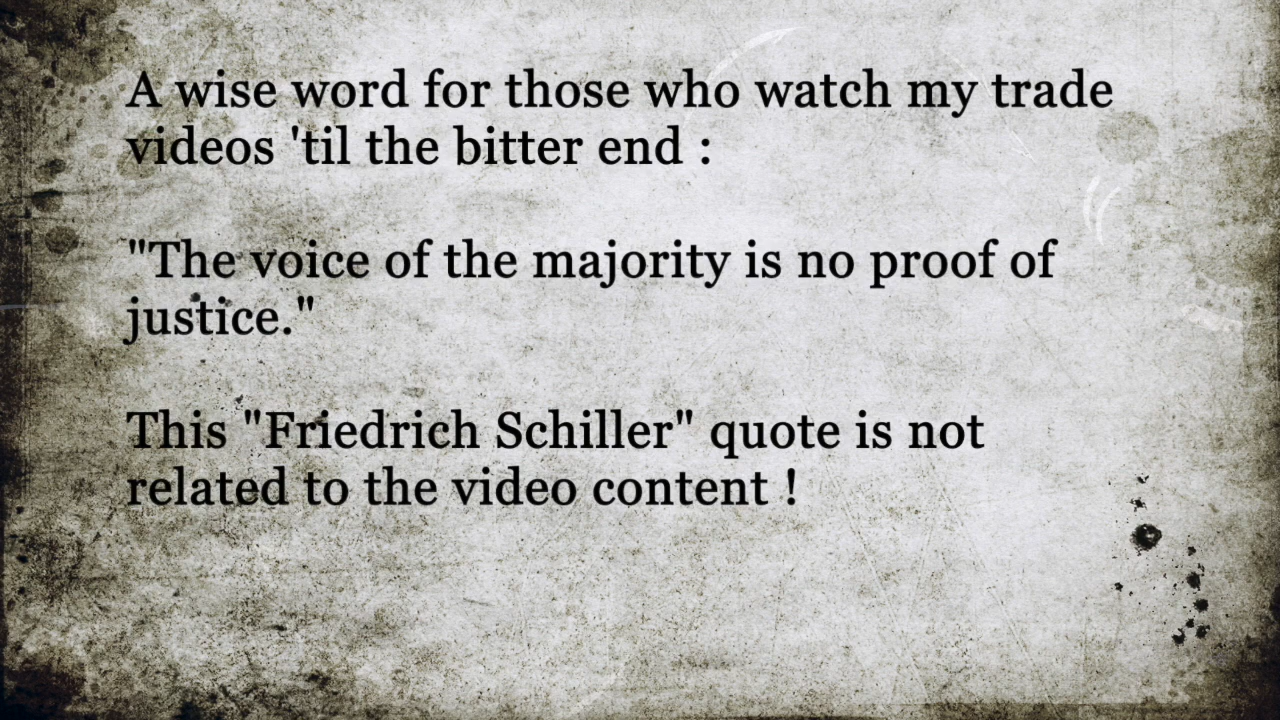 A wise word for those who watch my trade
videos 'til the bitter end :
"The voice of the majority is no proof of
justice."
This "Friedrich Schiller" quote is not
related to the video content !